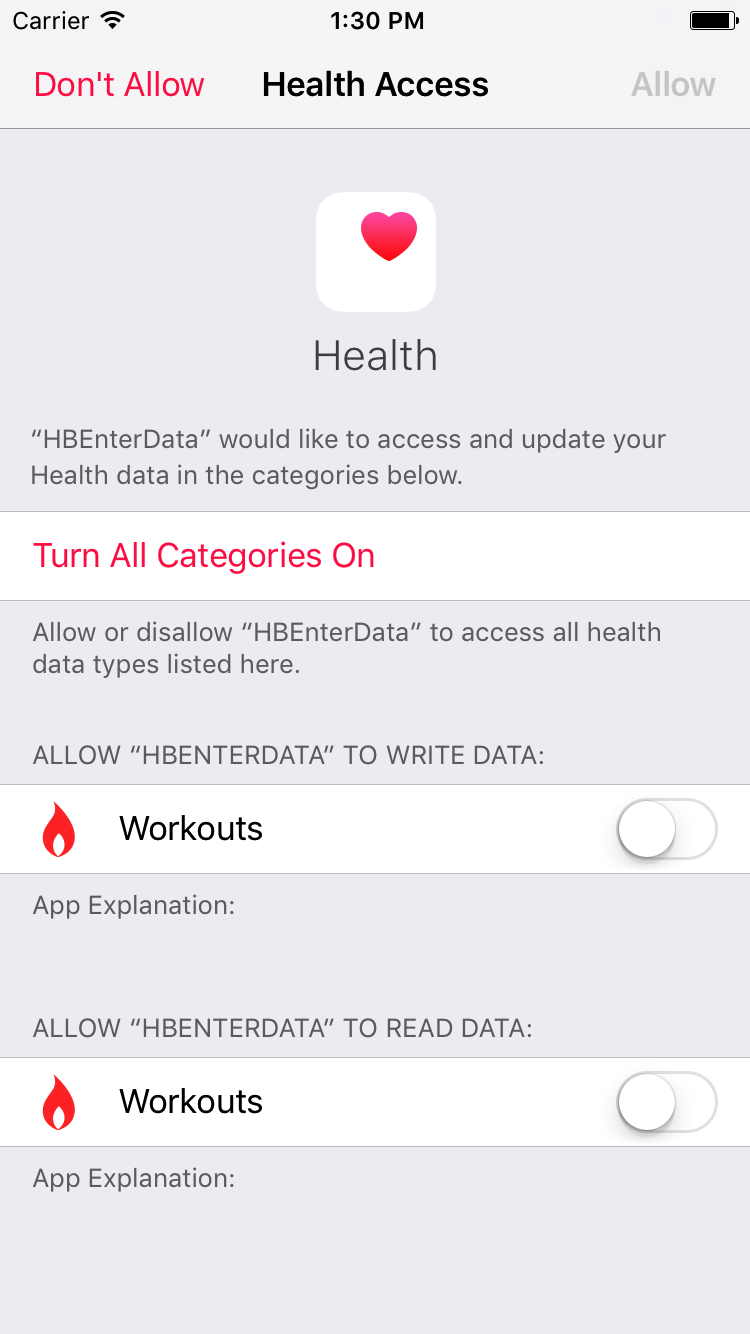 Carrier 1:30 PM
Don't Allow Health Access Allow
Health
“HBEnterData” would like to access and update your
Health data in the categories below.
Turn All Categories On
Allow or disallow “HBEnterData” to access all health
data types listed here.
ALLOW “HBENTERDATA” TO WRITE DATA:
Workouts
App Explanation:
ALLOW “HBENTERDATA” TO READ DATA:
Workouts
App Explanation: